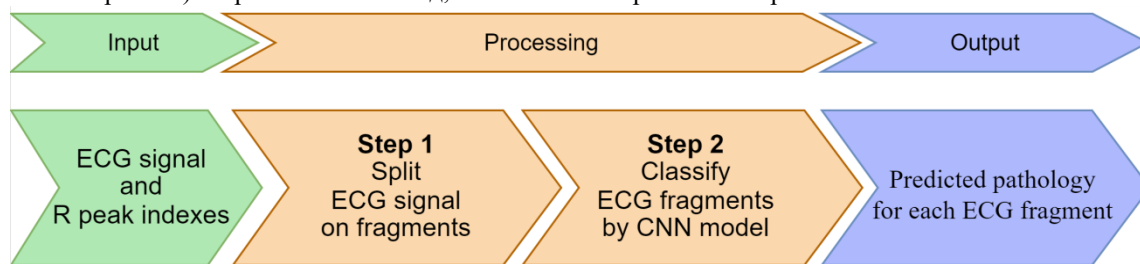 Input
Processing
Output
ECG signal
and
R peak indexes
Step 1
Split
ECG signal
on fragments
Step 2
Classify
ECG fragments
by CNN model
Predicted pathology
for each ECG fragment